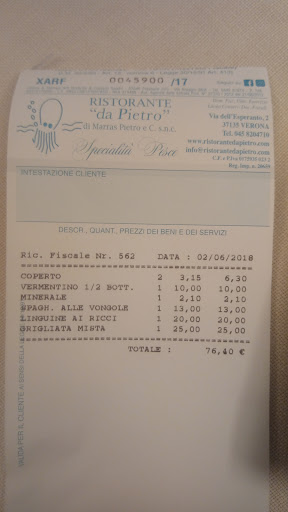 XARF 0045900 /17
RISTORANTE
"da Pietro"
di Marras Pietro e C. s.n.c.
Specialità Pesce
Via dell'Esperanto, 2
37135 VERONA
Tel. 045 8204710
www.ristorantedapietro.com
info@ristorantedapietro.com
INTESTAZIONE CLIENTE
DESCR., QUANT., PREZZI DEI BENI E DEI SERVIZI
Ric. Fiscale Nr. 562 DATA : 02/06/2018
COPERTO 2 3,15 6,30
VERMENTINO 1/2 BOTT. 1 10,00 10,00
MINERALE 1 2,10 2,10
SPAGH. ALLE VONGOLE 1 13,00 13,00
LINGUINE AI RICCI 1 20,00 20,00
GRIGLIATA MISTA 1 25,00 25,00
TOTALE : 76,40 €